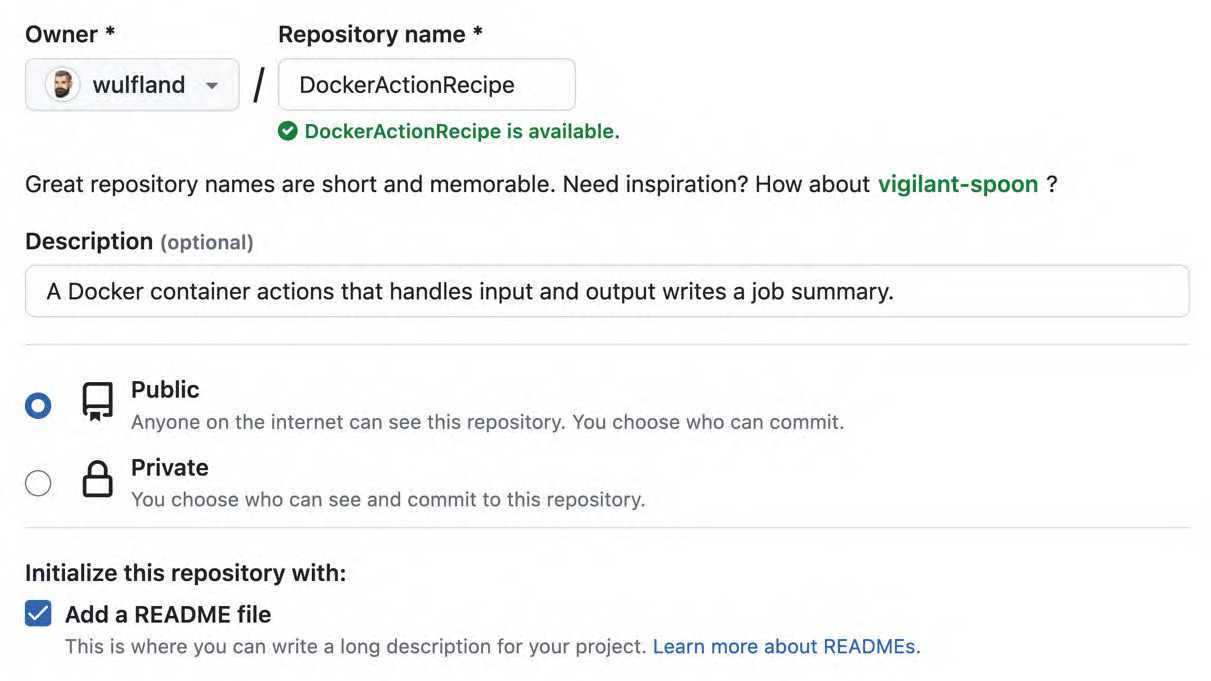 Owner * Repository name *
wulfland / DockerActionRecipe
DockerActionRecipe is available.
Great repository names are short and memorable. Need inspiration? How about vigilant-spoon ?
Description (optional)
A Docker container actions that handles input and output writes a job summary.
Public
Anyone on the internet can see this repository. You choose who can commit.
Private
You choose who can see and commit to this repository.
Initialize this repository with:
Add a README file
This is where you can write a long description for your project. Learn more about READMEs.